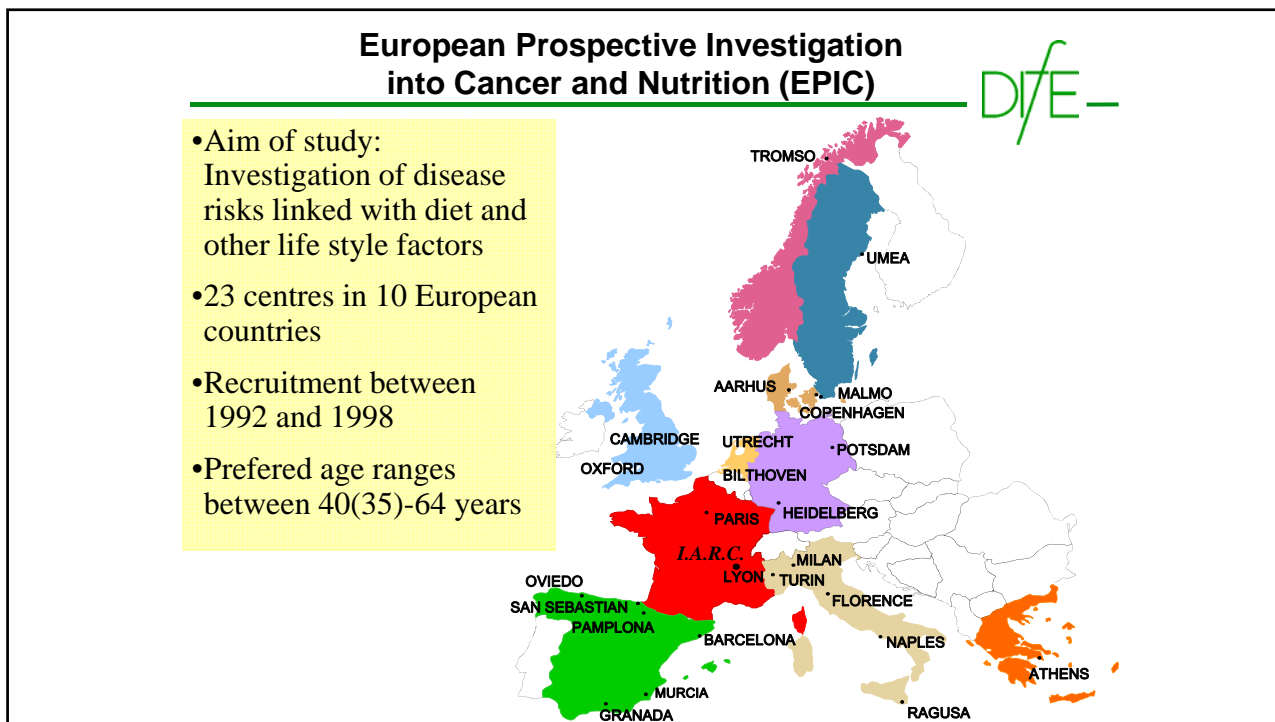 European Prospective Investigation
into Cancer and Nutrition (EPIC)
DIfE
•Aim of study:
Investigation of disease
risks linked with diet and
other life style factors
•23 centres in 10 European
countries
•Recruitment between
1992 and 1998
•Prefered age ranges
between 40(35)-64 years
TROMSO
UMEA
AARHUS
MALMO
COPENHAGEN
CAMBRIDGE
UTRECHT
POTSDAM
OXFORD
BILTHOVEN
HEIDELBERG
PARIS
I.A.R.C.
MILAN
LYON
TURIN
OVIEDO
FLORENCE
SAN SEBASTIAN
PAMPLONA
BARCELONA
NAPLES
ATHENS
MURCIA
GRANADA
RAGUSA